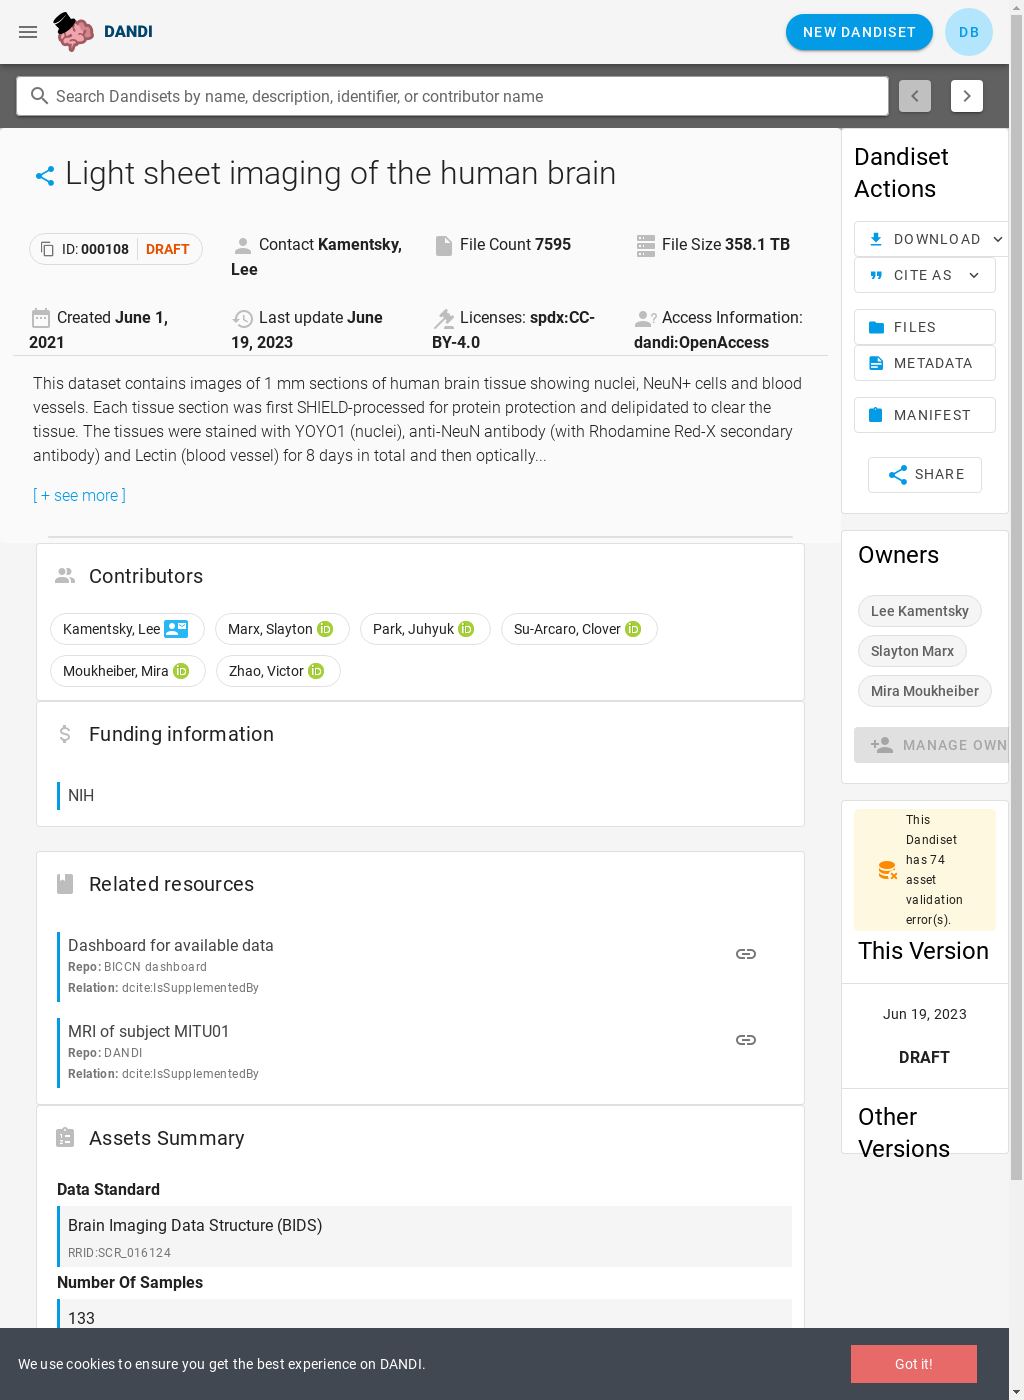 DANDI
NEW DANDISET
DB
Search Dandisets by name, description, identifier, or contributor name
Light sheet imaging of the human brain
ID: 000108 DRAFT
Contact Kamentsky,
Lee
File Count 7595
File Size 358.1 TB
Created June 1,
2021
Last update June
19, 2023
Licenses: spdx:CC-
BY-4.0
Access Information:
dandi:OpenAccess
This dataset contains images of 1 mm sections of human brain tissue showing nuclei, NeuN+ cells and blood
vessels. Each tissue section was first SHIELD-processed for protein protection and delipidated to clear the
tissue. The tissues were stained with YOYO1 (nuclei), anti-NeuN antibody (with Rhodamine Red-X secondary
antibody) and Lectin (blood vessel) for 8 days in total and then optically...
[ + see more ]
Contributors
Kamentsky, Lee
Marx, Slayton iD
Park, Juhyuk iD
Su-Arcaro, Clover iD
Moukheiber, Mira iD
Zhao, Victor iD
Funding information
NIH
Related resources
Dashboard for available data
Repo: BICCN dashboard
Relation: dcite:IsSupplementedBy
MRI of subject MITU01
Repo: DANDI
Relation: dcite:IsSupplementedBy
Assets Summary
Data Standard
Brain Imaging Data Structure (BIDS)
RRID:SCR_016124
Number Of Samples
133
Dandiset
Actions
DOWNLOAD
CITE AS
FILES
METADATA
MANIFEST
SHARE
Owners
Lee Kamentsky
Slayton Marx
Mira Moukheiber
MANAGE OWN
This
Dandiset
has 74
asset
validation
error(s).
This Version
Jun 19, 2023
DRAFT
Other
Versions
We use cookies to ensure you get the best experience on DANDI.
Got it!